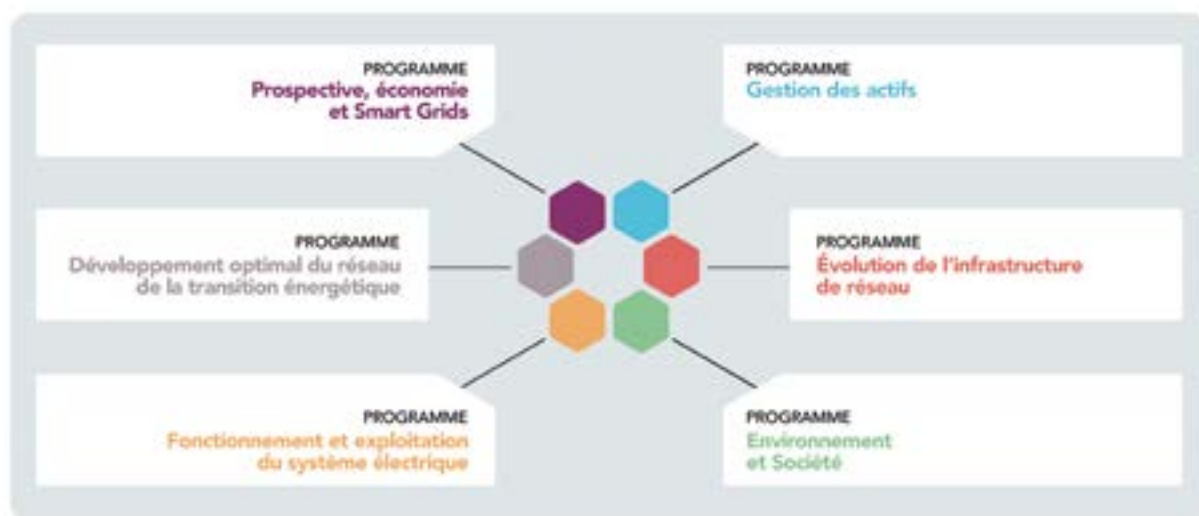 PROGRAMME
Prospective, économie
et Smart Grids
PROGRAMME
Gestion des actifs
PROGRAMME
Développement optimal du réseau
de la transition énergétique
PROGRAMME
Évolution de l'infrastructure
de réseau
PROGRAMME
Fonctionnement et exploitation
du système électrique
PROGRAMME
Environnement
et Société